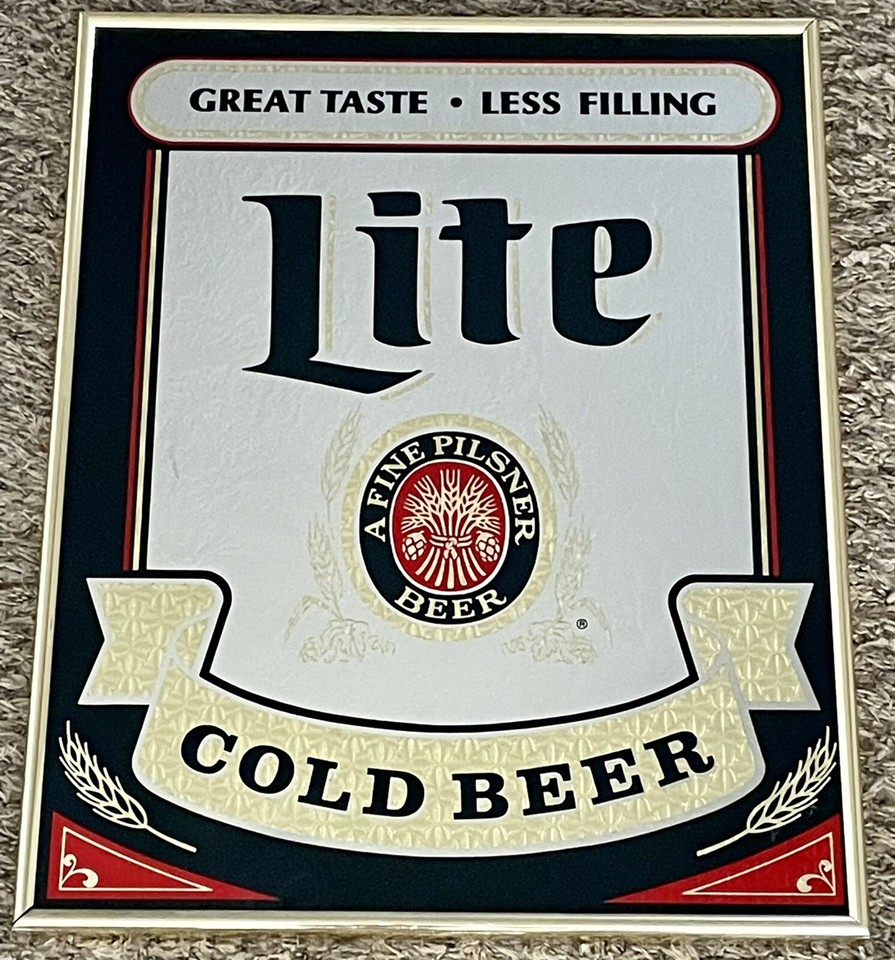 GREAT TASTE • LESS FILLING
Lite
A FINE PILSNER
BEER
®
COLD BEER